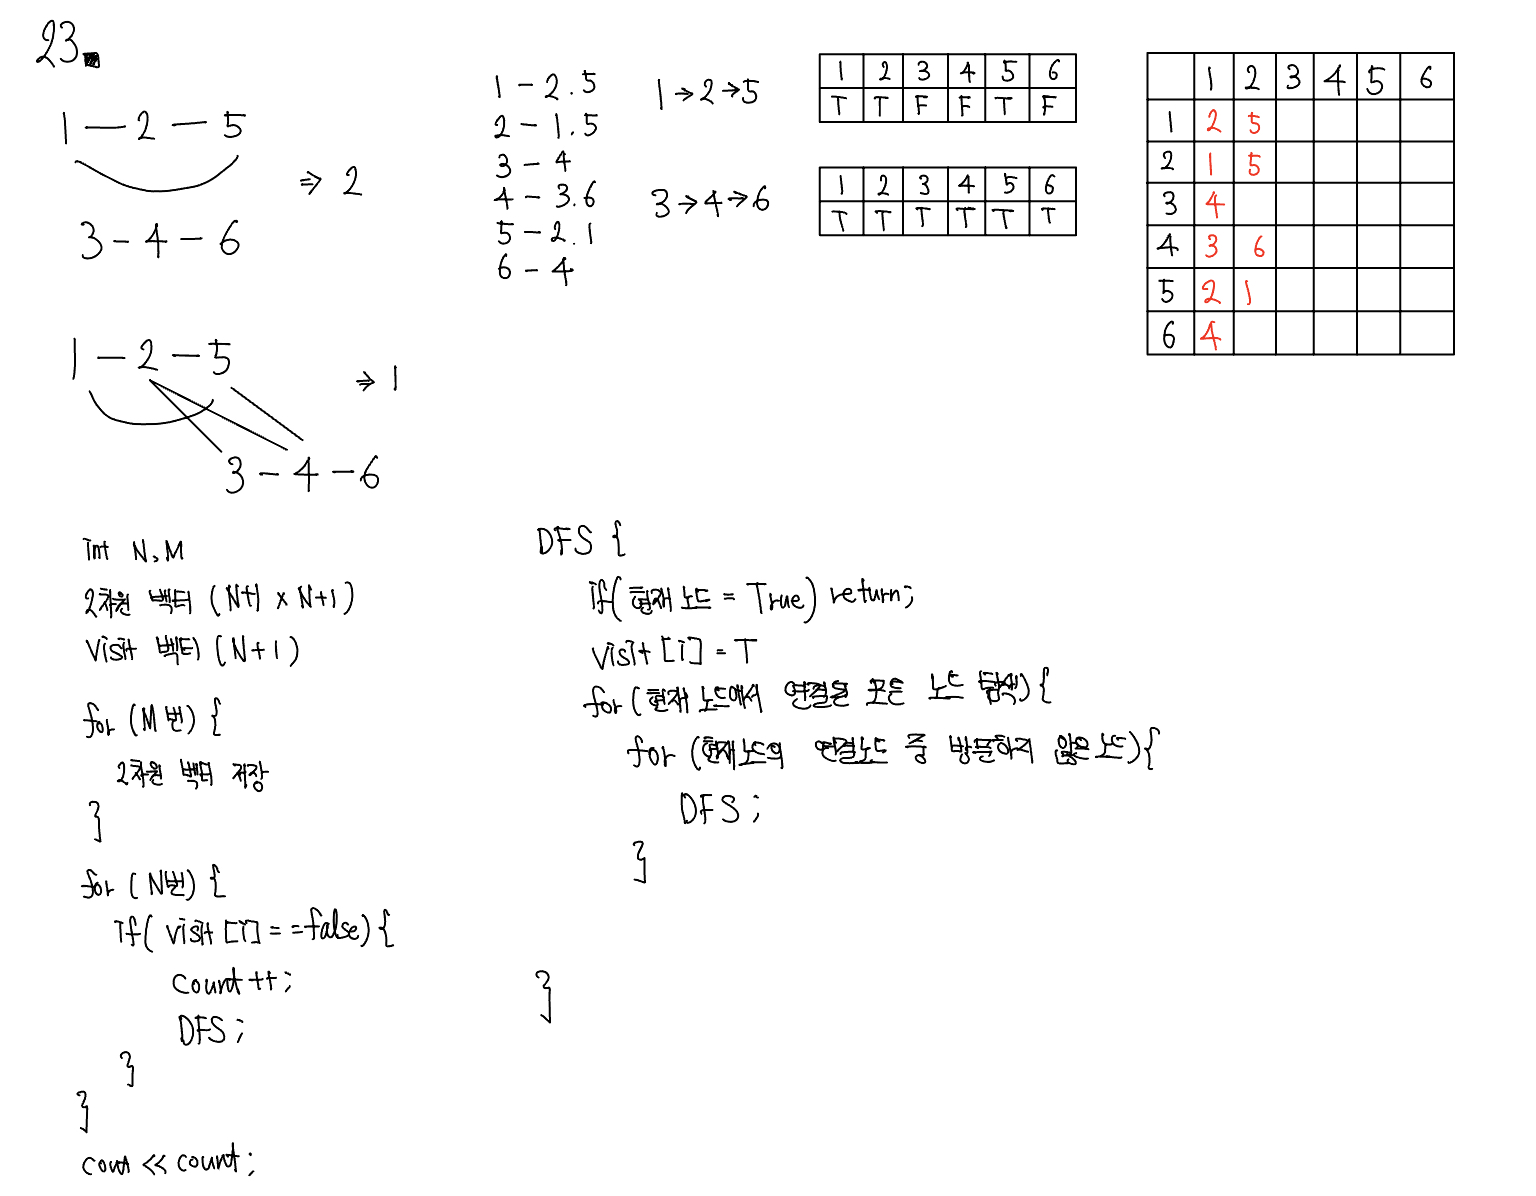 23.
1 - 2 - 5
⇒ 2
3 - 4 - 6
1 - 2 - 5
⇒ 1
3 - 4 - 6
1 - 2.5
2 - 1.5
3 - 4
4 - 3.6
5 - 2.1
6 - 4
1 → 2 → 5
3 → 4 → 6
1 2 3 4 5 6
T T F F T F
1 2 3 4 5 6
T T T T T T
1 2 3 4 5 6
1 2 5
2 1 5
3 4
4 3 6
5 2 1
6 4
int N,M
2차원 벡터 (N+1 x N+1)
visit 벡터 (N+1)
for (M번) {
2차원 벡터 저장
}
for (N번) {
if( visit [i] == false) {
count ++;
DFS;
}
}
cout << count;
DFS {
if( 현재 노드 = True) return;
visit [i] = T
for (현재 노드에서 연결된 모든 노드 탐색) {
for (현재노드의 연결노드 중 방문하지 않은 노드) {
DFS;
}
}